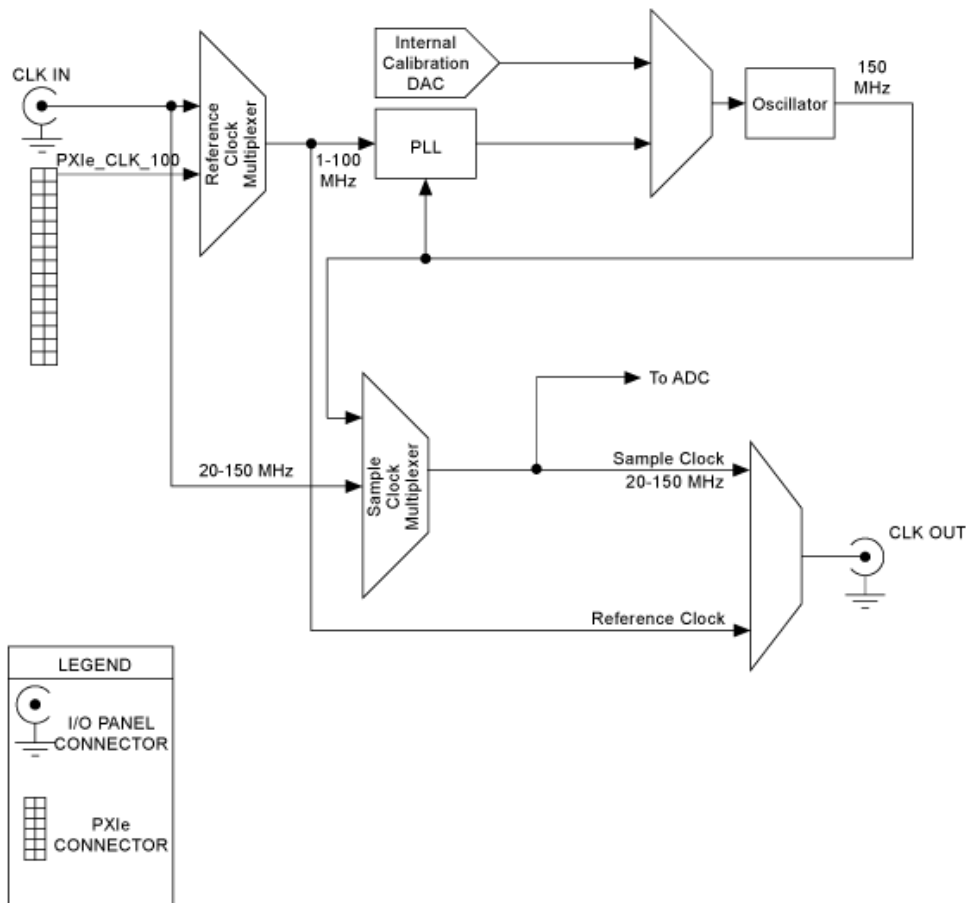 CLK IN
PXIe_CLK_100
Reference
Clock
Multiplexer
1-100
MHz
Internal
Calibration
DAC
PLL
Oscillator
150
MHz
20-150 MHz
Sample
Clock
Multiplexer
To ADC
Sample Clock
20-150 MHz
Reference Clock
CLK OUT
LEGEND
I/O PANEL
CONNECTOR
PXIe
CONNECTOR